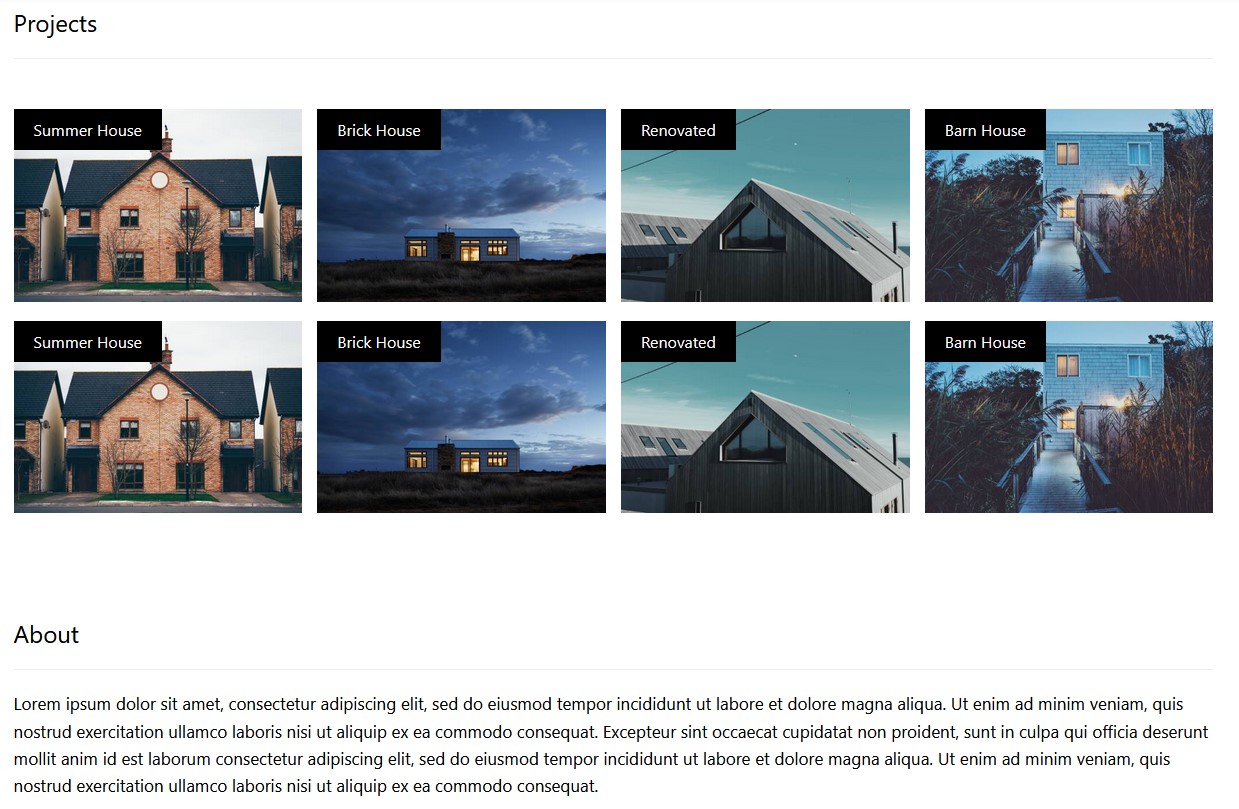 Projects
Summer House
Brick House
Renovated
Barn House
Summer House
Brick House
Renovated
Barn House
About
Lorem ipsum dolor sit amet, consectetur adipiscing elit, sed do eiusmod tempor incididunt ut labore et dolore magna aliqua. Ut enim ad minim veniam, quis
nostrud exercitation ullamco laboris nisi ut aliquip ex ea commodo consequat. Excepteur sint occaecat cupidatat non proident, sunt in culpa qui officia deserunt
mollit anim id est laborum consectetur adipiscing elit, sed do eiusmod tempor incididunt ut labore et dolore magna aliqua. Ut enim ad minim veniam, quis
nostrud exercitation ullamco laboris nisi ut aliquip ex ea commodo consequat.